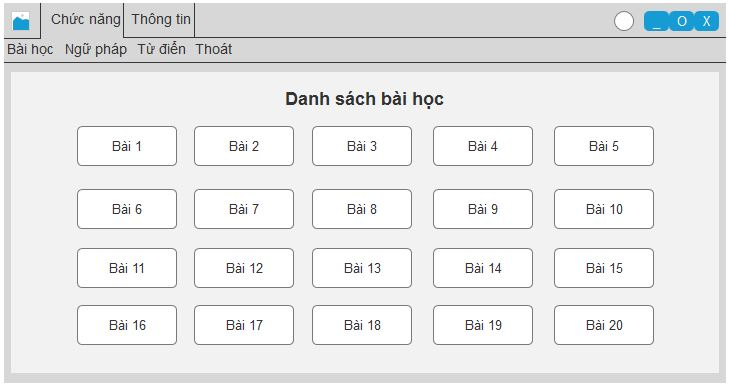 Chức năng Thông tin _ O X
Bài học Ngữ pháp Từ điển Thoát
Danh sách bài học
Bài 1 Bài 2 Bài 3 Bài 4 Bài 5
Bài 6 Bài 7 Bài 8 Bài 9 Bài 10
Bài 11 Bài 12 Bài 13 Bài 14 Bài 15
Bài 16 Bài 17 Bài 18 Bài 19 Bài 20